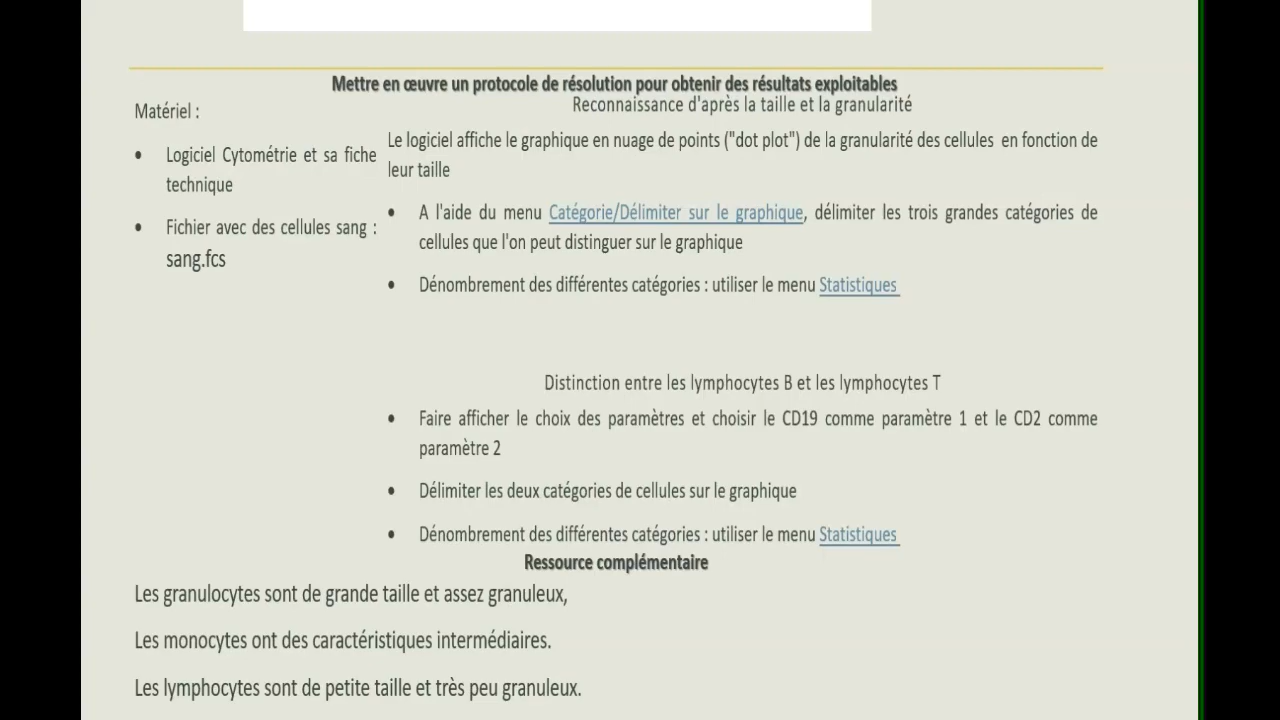 Mettre en œuvre un protocole de résolution pour obtenir des résultats exploitables
Matériel :
• Logiciel Cytométrie et sa fiche
technique
• Fichier avec des cellules sang :
sang.fcs
Reconnaissance d'après la taille et la granularité
Le logiciel affiche le graphique en nuage de points ("dot plot") de la granularité des cellules en fonction de
leur taille
• A l'aide du menu Catégorie/Délimiter sur le graphique, délimiter les trois grandes catégories de
cellules que l'on peut distinguer sur le graphique
• Dénombrement des différentes catégories : utiliser le menu Statistiques
Distinction entre les lymphocytes B et les lymphocytes T
• Faire afficher le choix des paramètres et choisir le CD19 comme paramètre 1 et le CD2 comme
paramètre 2
• Délimiter les deux catégories de cellules sur le graphique
• Dénombrement des différentes catégories : utiliser le menu Statistiques
Ressource complémentaire
Les granulocytes sont de grande taille et assez granuleux,
Les monocytes ont des caractéristiques intermédiaires.
Les lymphocytes sont de petite taille et très peu granuleux.